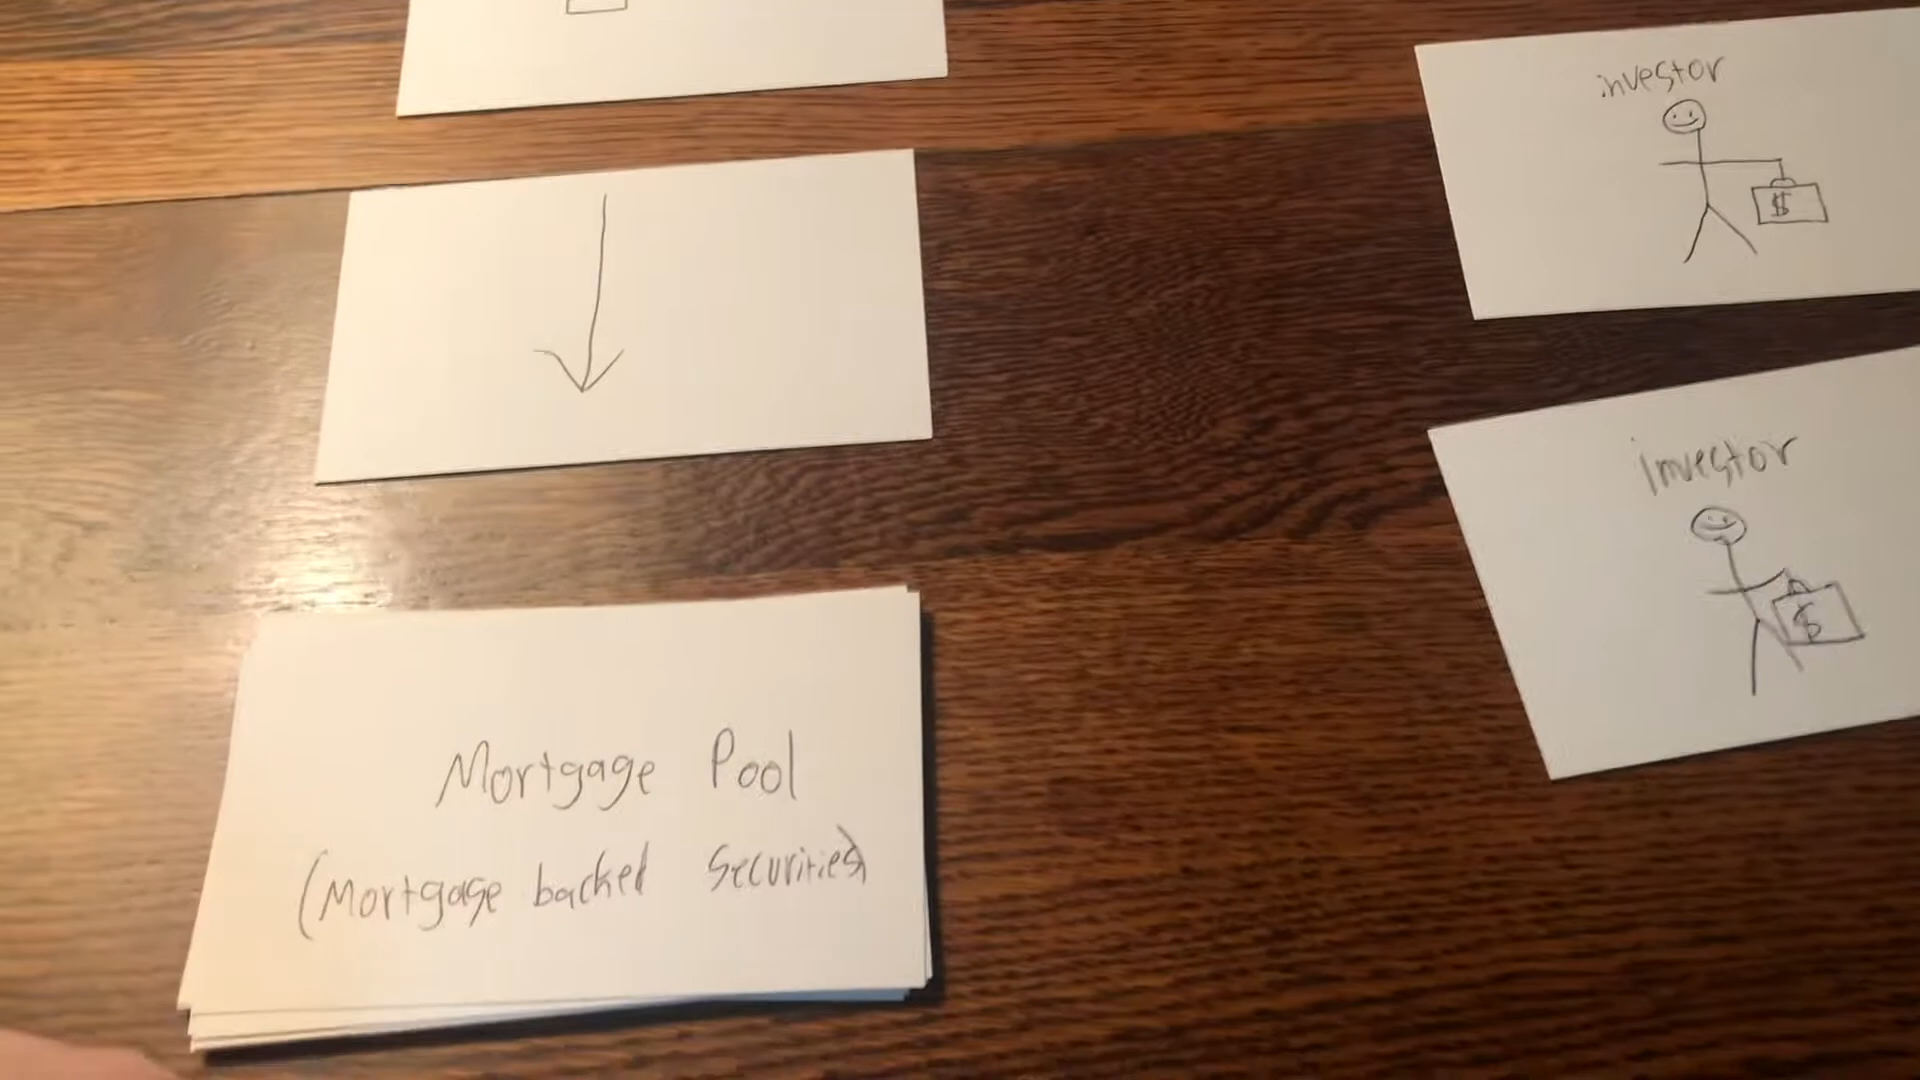 investor
$
investor
$
Mortgage Pool
(Mortgage backed Securities)